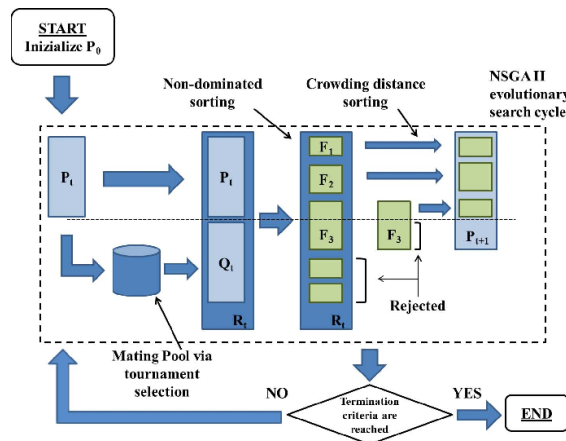 START
Inizialize P0
Non-dominated
sorting
Crowding distance
sorting
NSGA II
evolutionary
search cycle
Pt
Pt
F1
F2
F3
F3
Pt+1
Qt
Rt
Rt
Rejected
Mating Pool via
tournament
selection
NO
Termination
criteria are
reached
YES
END